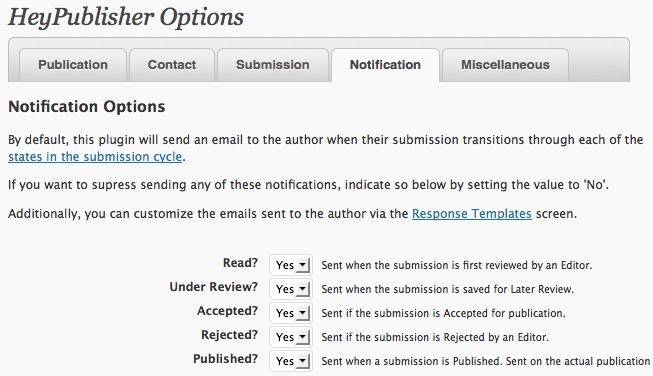 HeyPublisher Options
Publication Contact Submission Notification Miscellaneous
Notification Options
By default, this plugin will send an email to the author when their submission transitions through each of the
states in the submission cycle.
If you want to supress sending any of these notifications, indicate so below by setting the value to 'No'.
Additionally, you can customize the emails sent to the author via the Response Templates screen.
Read? Yes Sent when the submission is first reviewed by an Editor.
Under Review? Yes Sent when the submission is saved for Later Review.
Accepted? Yes Sent if the submission is Accepted for publication.
Rejected? Yes Sent if the submission is Rejected by an Editor.
Published? Yes Sent when a submission is Published. Sent on the actual publication